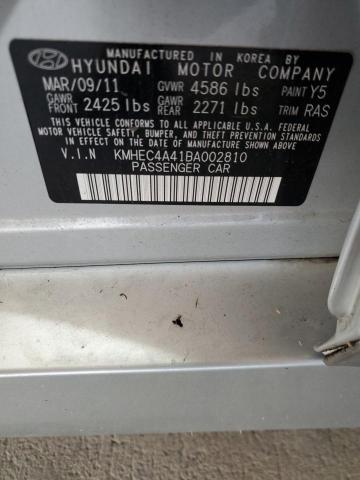 MANUFACTURED IN KOREA BY
HYUNDAI MOTOR COMPANY
MAR/09/11 GVWR 4586 lbs PAINT Y5
GAWR FRONT 2425 lbs GAWR REAR 2271 lbs TRIM RAS
THIS VEHICLE CONFORMS TO ALL APPLICABLE U.S.A. FEDERAL
MOTOR VEHICLE SAFETY, BUMPER, AND THEFT PREVENTION
STANDARDS IN EFFECT ON THE DATE OF MANUFACTURE SHOWN ABOVE.
V.I.N KMHEC4A41BA002810
PASSENGER CAR